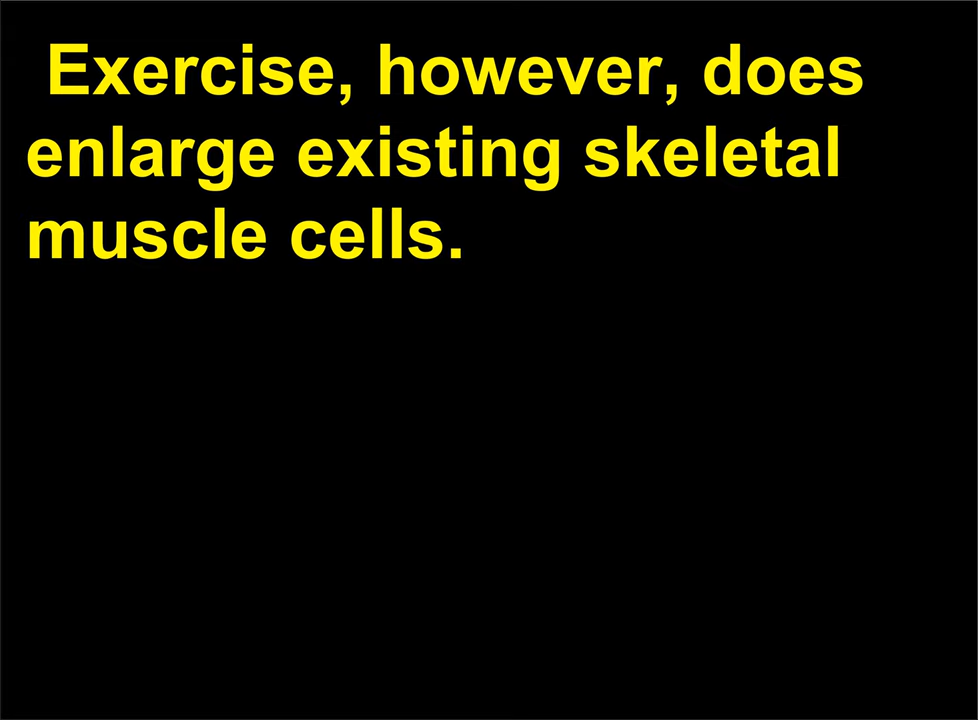 Exercise, however, does
enlarge existing skeletal
muscle cells.